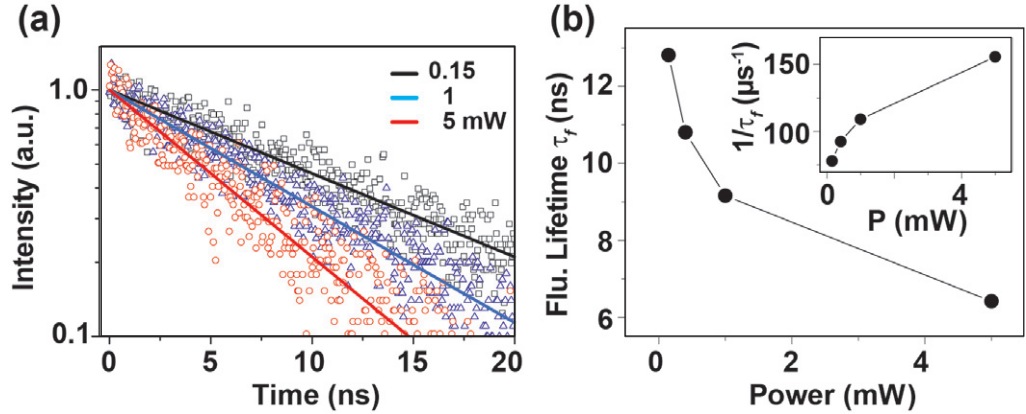 (a)
Intensity (a.u.)
1.0
0.1
0.15
1
5 mW
0 5 10 15 20
Time (ns)
(b)
Flu. Lifetime τf (ns)
12
10
8
6
0 2 4
Power (mW)
1/τf (μs⁻¹)
150
100
0 4
P (mW)